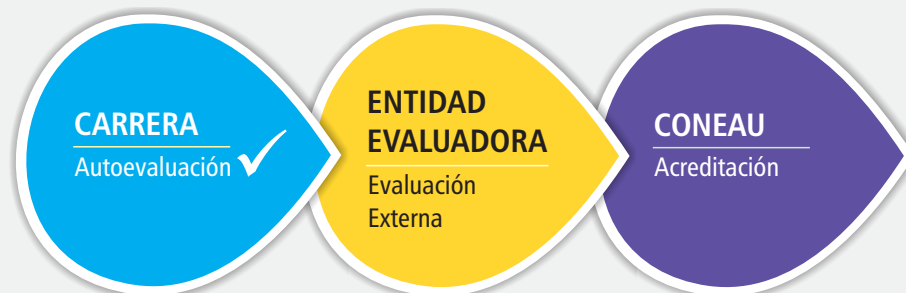 CARRERA
Autoevaluación
ENTIDAD
EVALUADORA
Evaluación
Externa
CONEAU
Acreditación